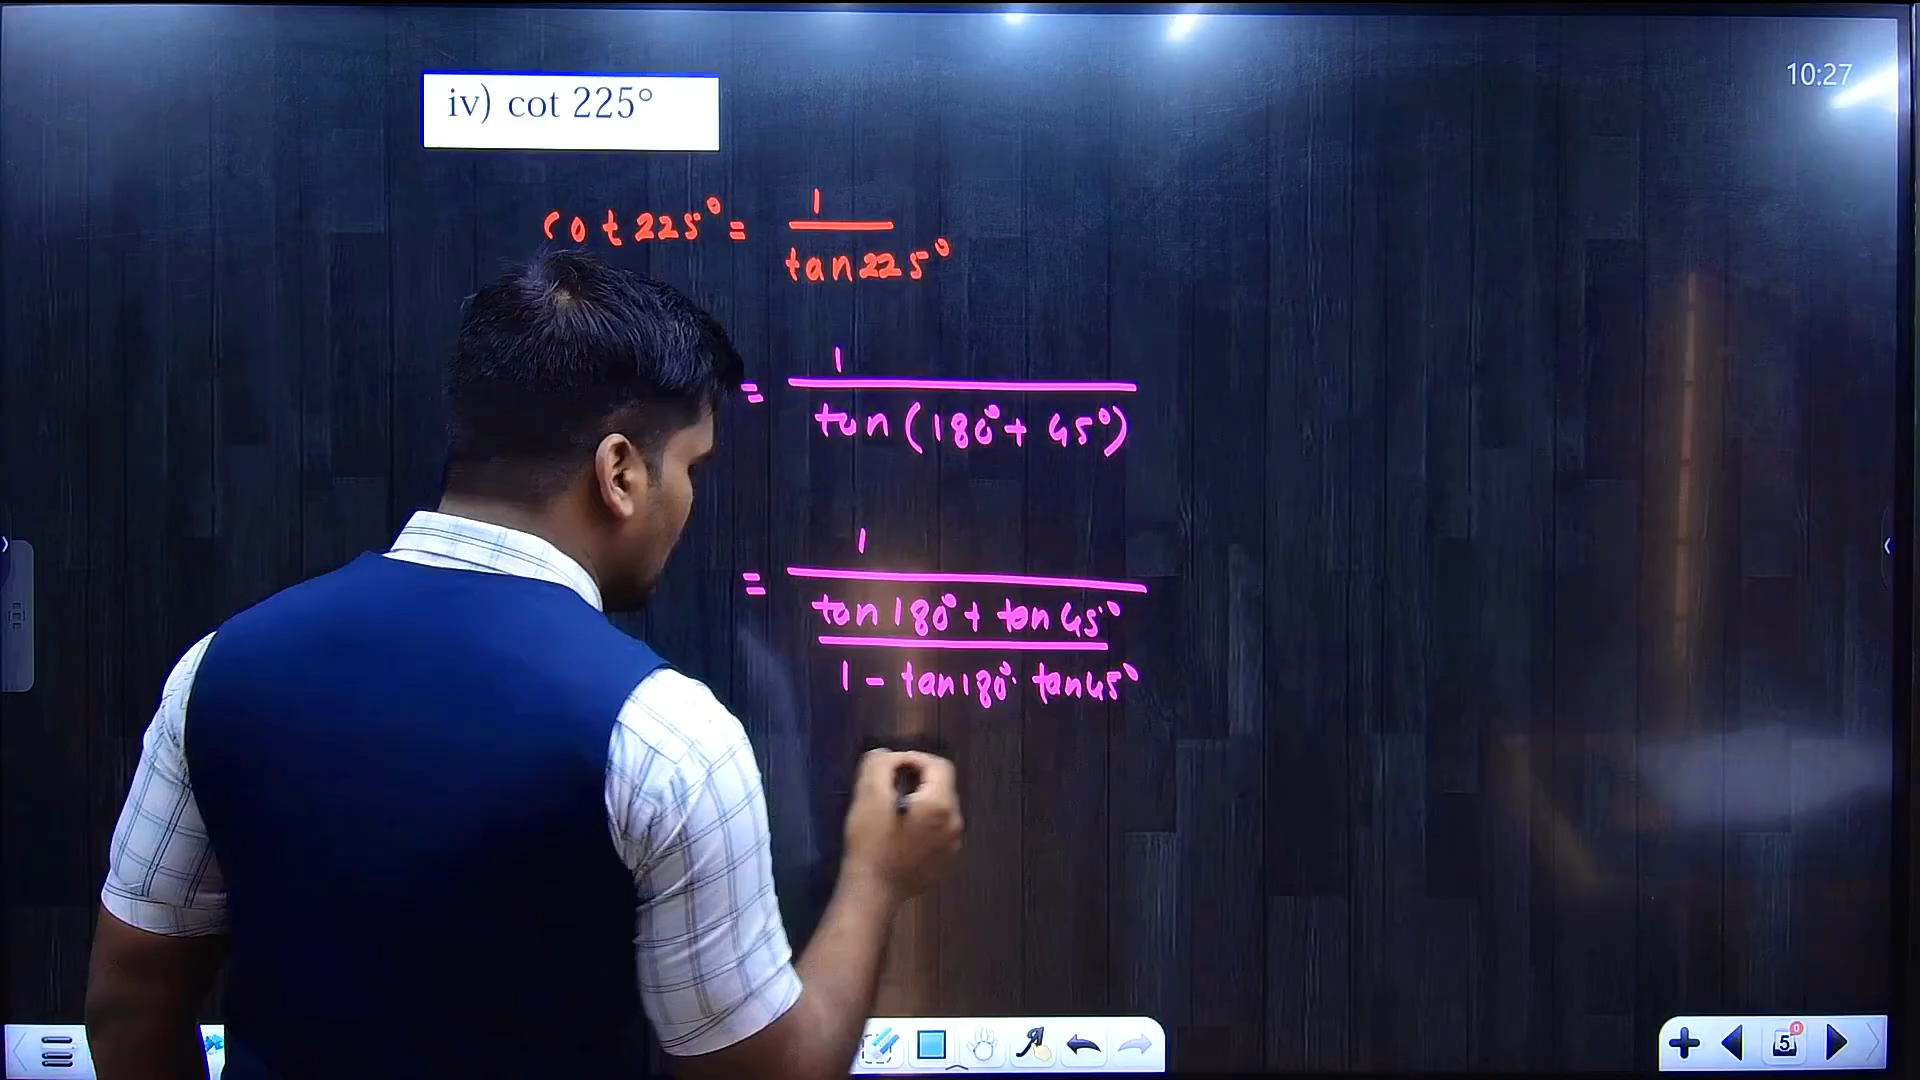 10:27
iv) cot 225°
cot 225° = 1
tan 225°
= 1
tan (180° + 45°)
= 1
tan 180° + tan 45°
1 - tan 180° · tan 45°
5
0